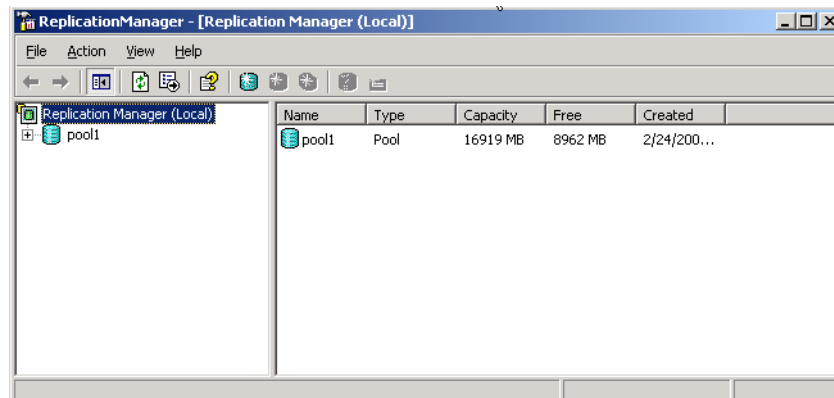 ReplicationManager - [Replication Manager (Local)]
File Action View Help
Replication Manager (Local)
pool1
Name Type Capacity Free Created
pool1 Pool 16919 MB 8962 MB 2/24/200...